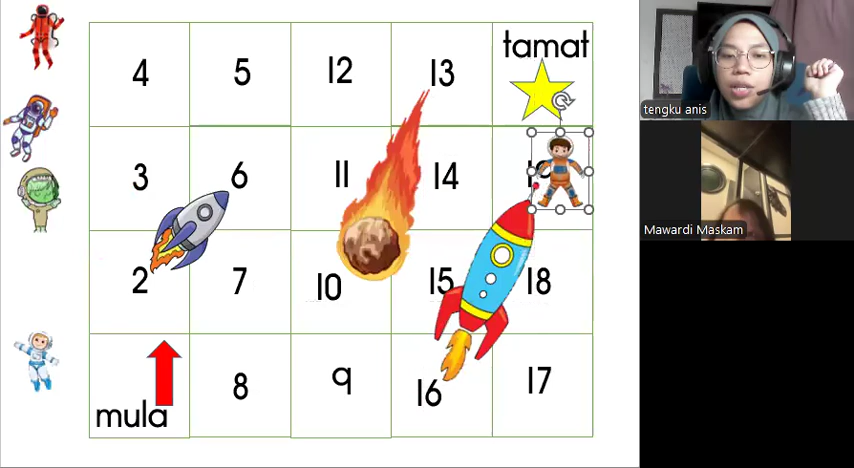 4 5 12 13 tamat
3 6 11 14 19
2 7 10 15 18
mula 8 9 16 17
tengku anis
Mawardi Maskam